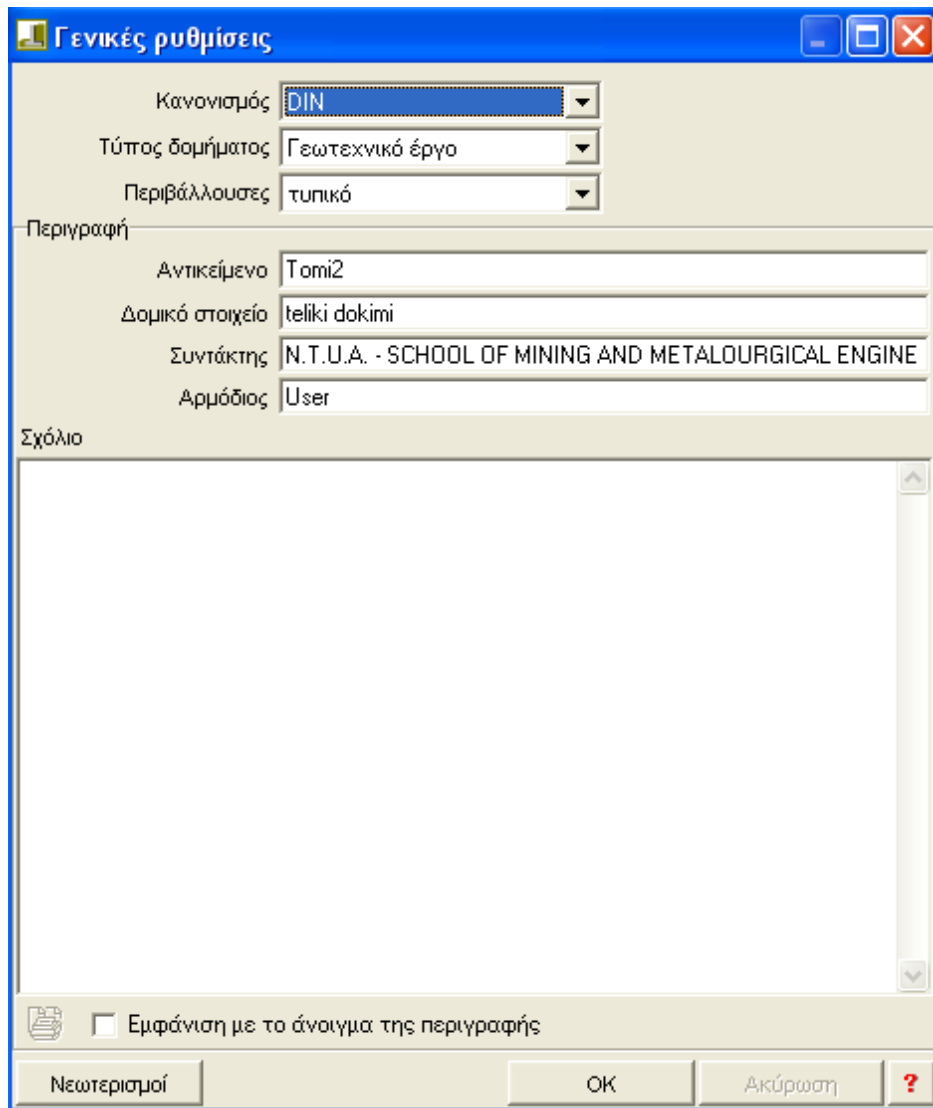 Γενικές ρυθμίσεις
Κανονισμός DIN
Τύπος δομήματος Γεωτεχνικό έργο
Περιβάλλουσες τυπικό
Περιγραφή
Αντικείμενο Tomi2
Δομικό στοιχείο teliki dokimi
Συντάκτης N.T.U.A. - SCHOOL OF MINING AND METALOURGICAL ENGINE
Αρμόδιος User
Σχόλιο
Εμφάνιση με το άνοιγμα της περιγραφής
Νεωτερισμοί OK Ακύρωση ?